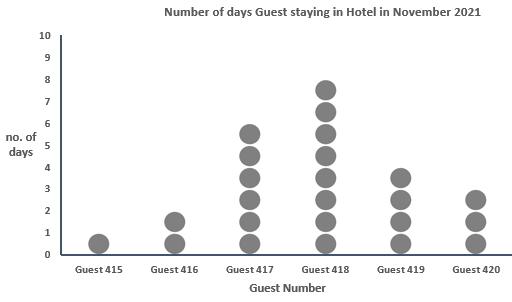 Number of days Guest staying in Hotel in November 2021
10
9
8
7
6
5
4
3
2
1
0
no. of
days
Guest 415 Guest 416 Guest 417 Guest 418 Guest 419 Guest 420
Guest Number